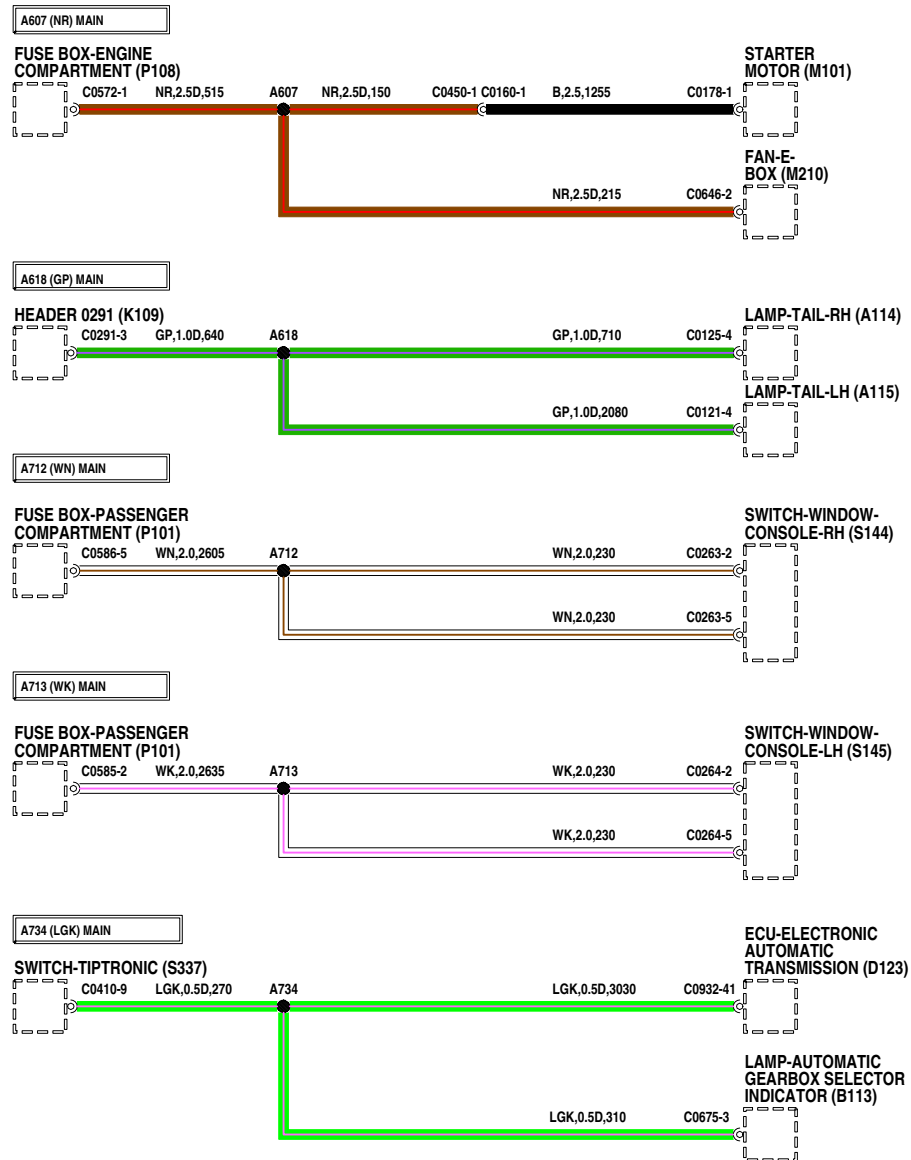 A607 (NR) MAIN
FUSE BOX-ENGINE
COMPARTMENT (P108)
STARTER
MOTOR (M101)
C0572-1 NR,2.5D,515 A607 NR,2.5D,150 C0450-1 C0160-1 B,2.5,1255 C0178-1
FAN-E-
BOX (M210)
NR,2.5D,215 C0646-2
A618 (GP) MAIN
HEADER 0291 (K109) LAMP-TAIL-RH (A114)
C0291-3 GP,1.0D,640 A618 GP,1.0D,710 C0125-4
LAMP-TAIL-LH (A115)
GP,1.0D,2080 C0121-4
A712 (WN) MAIN
FUSE BOX-PASSENGER
COMPARTMENT (P101)
SWITCH-WINDOW-
CONSOLE-RH (S144)
C0586-5 WN,2.0,2605 A712 WN,2.0,230 C0263-2
WN,2.0,230 C0263-5
A713 (WK) MAIN
FUSE BOX-PASSENGER
COMPARTMENT (P101)
SWITCH-WINDOW-
CONSOLE-LH (S145)
C0585-2 WK,2.0,2635 A713 WK,2.0,230 C0264-2
WK,2.0,230 C0264-5
A734 (LGK) MAIN
SWITCH-TIPTRONIC (S337)
ECU-ELECTRONIC
AUTOMATIC
TRANSMISSION (D123)
C0410-9 LGK,0.5D,270 A734 LGK,0.5D,3030 C0932-41
LAMP-AUTOMATIC
GEARBOX SELECTOR
INDICATOR (B113)
LGK,0.5D,310 C0675-3